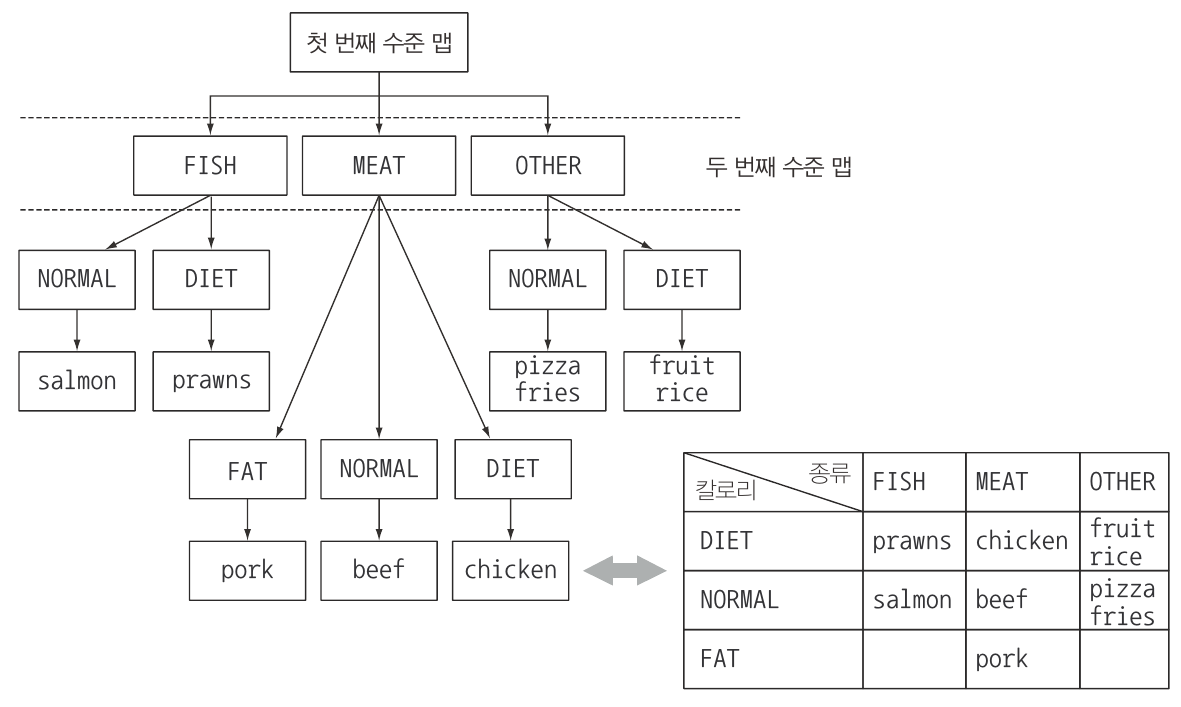 첫 번째 수준 맵
FISH
MEAT
OTHER
두 번째 수준 맵
NORMAL
DIET
NORMAL
DIET
salmon
prawns
pizza
fries
fruit
rice
FAT
NORMAL
DIET
pork
beef
chicken
종류
칼로리
FISH
MEAT
OTHER
DIET
prawns
chicken
fruit
rice
NORMAL
salmon
beef
pizza
fries
FAT
pork